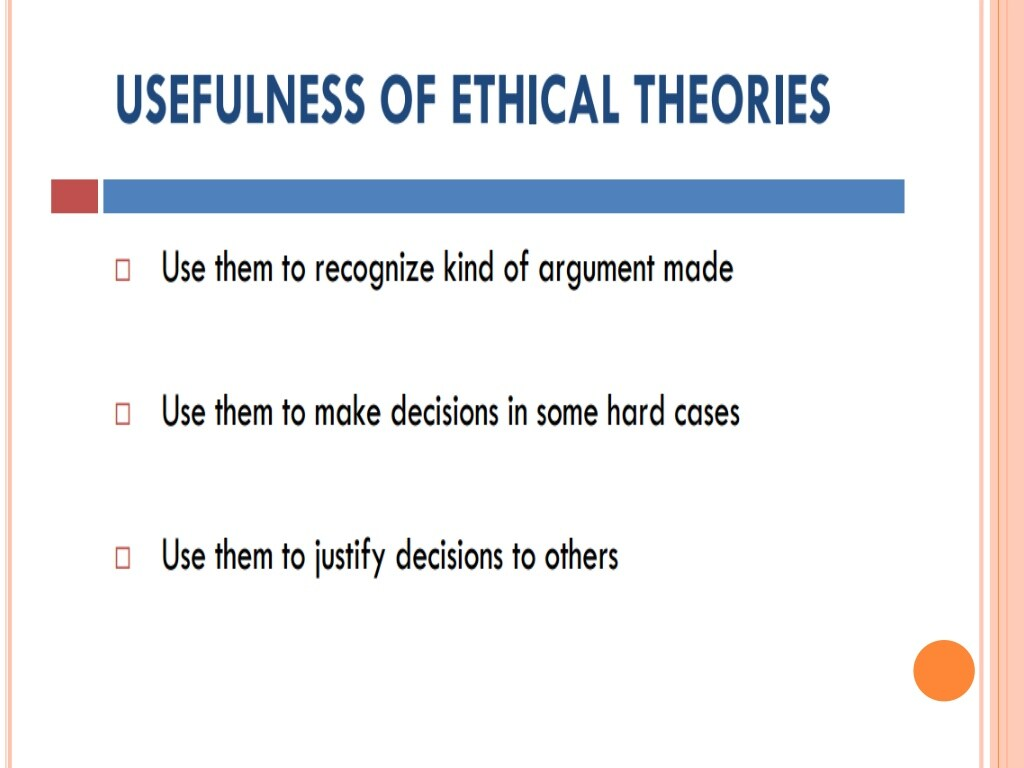 USEFULNESS OF ETHICAL THEORIES
Use them to recognize kind of argument made
Use them to make decisions in some hard cases
Use them to justify decisions to others